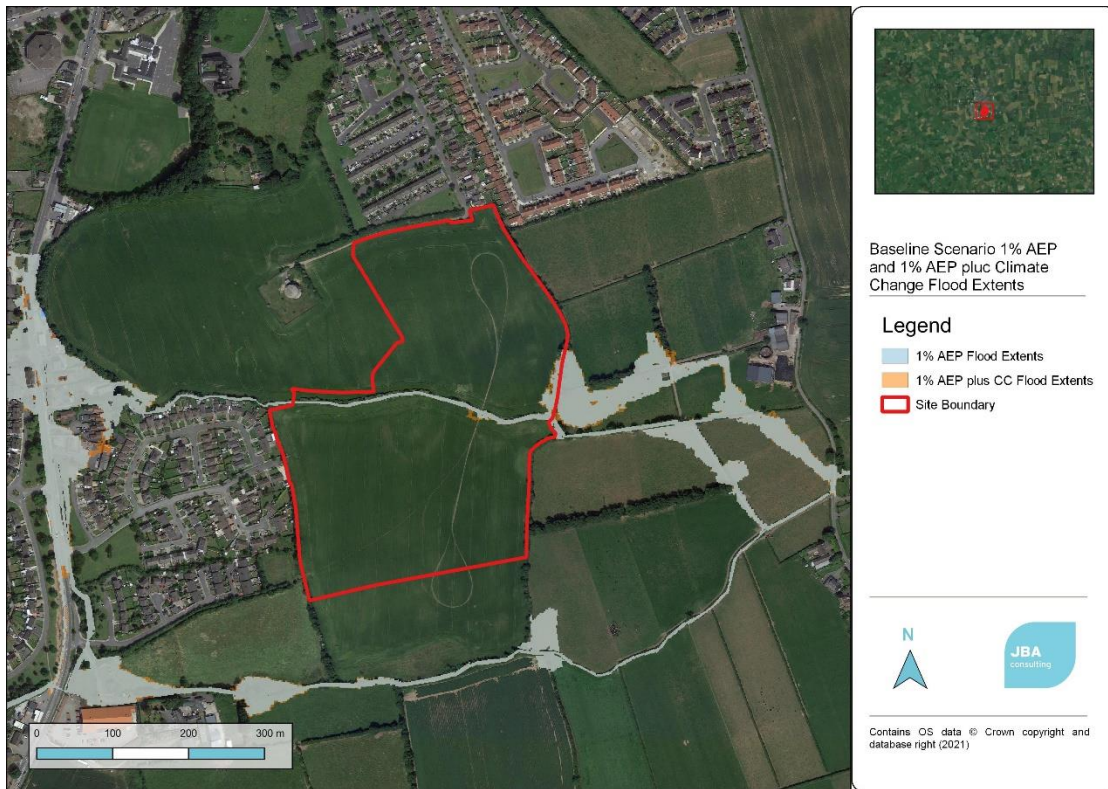 Baseline Scenario 1% AEP
and 1% AEP pluc Climate
Change Flood Extents
Legend
1% AEP Flood Extents
1% AEP plus CC Flood Extents
Site Boundary
N
JBA
consulting
Contains OS data © Crown copyright and
database right (2021)
0 100 200 300 m